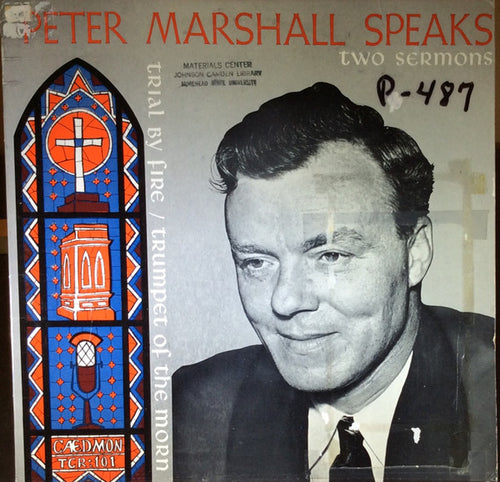 PETER MARSHALL SPEAKS
TWO SERMONS
MATERIALS CENTER
JOHNSON CAMDEN LIBRARY
MOREHEAD STATE UNIVERSITY
P-487
TRIAL BY FIRE / TRUMPET OF THE MORN
CÆDMON
TCR-101